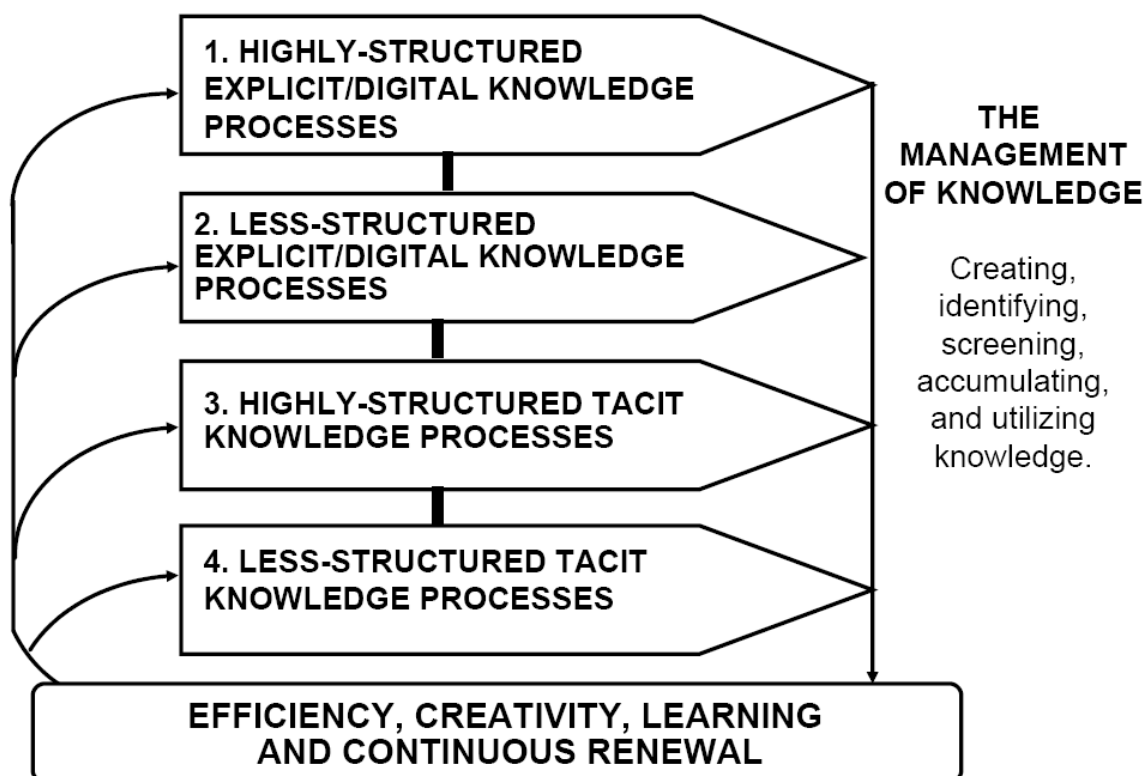 1. HIGHLY-STRUCTURED
EXPLICIT/DIGITAL KNOWLEDGE
PROCESSES
2. LESS-STRUCTURED
EXPLICIT/DIGITAL KNOWLEDGE
PROCESSES
3. HIGHLY-STRUCTURED TACIT
KNOWLEDGE PROCESSES
4. LESS-STRUCTURED TACIT
KNOWLEDGE PROCESSES
THE
MANAGEMENT
OF KNOWLEDGE
Creating,
identifying,
screening,
accumulating,
and utilizing
knowledge.
EFFICIENCY, CREATIVITY, LEARNING
AND CONTINUOUS RENEWAL